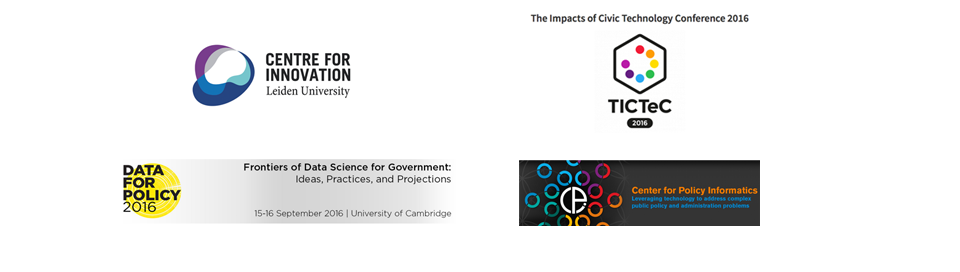 CENTRE FOR
INNOVATION
Leiden University
The Impacts of Civic Technology Conference 2016
TICTeC
2016
DATA
FOR
POLICY
2016
Frontiers of Data Science for Government:
Ideas, Practices, and Projections
15-16 September 2016 | University of Cambridge
CPI
Center for Policy Informatics
Leveraging technology to address complex
public policy and administration problems